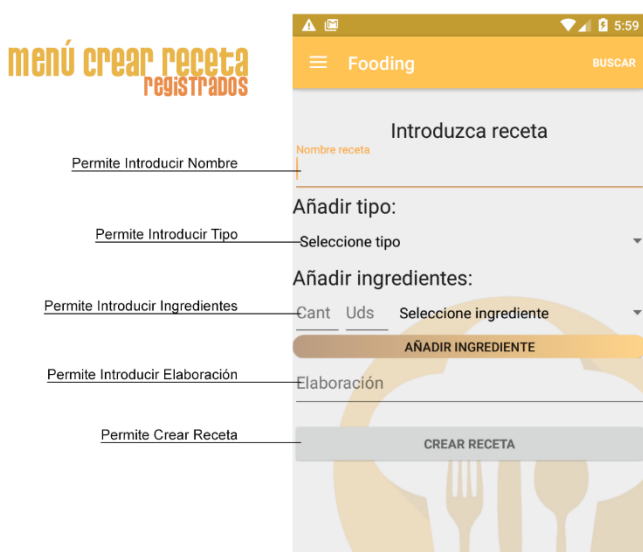 menú crear receta
registrados
5:59
Fooding
BUSCAR
Introduzca receta
Nombre receta
Permite Introducir Nombre
Añadir tipo:
Permite Introducir Tipo
Seleccione tipo
Añadir ingredientes:
Permite Introducir Ingredientes
Cant Uds Seleccione ingrediente
AÑADIR INGREDIENTE
Permite Introducir Elaboración
Elaboración
Permite Crear Receta
CREAR RECETA